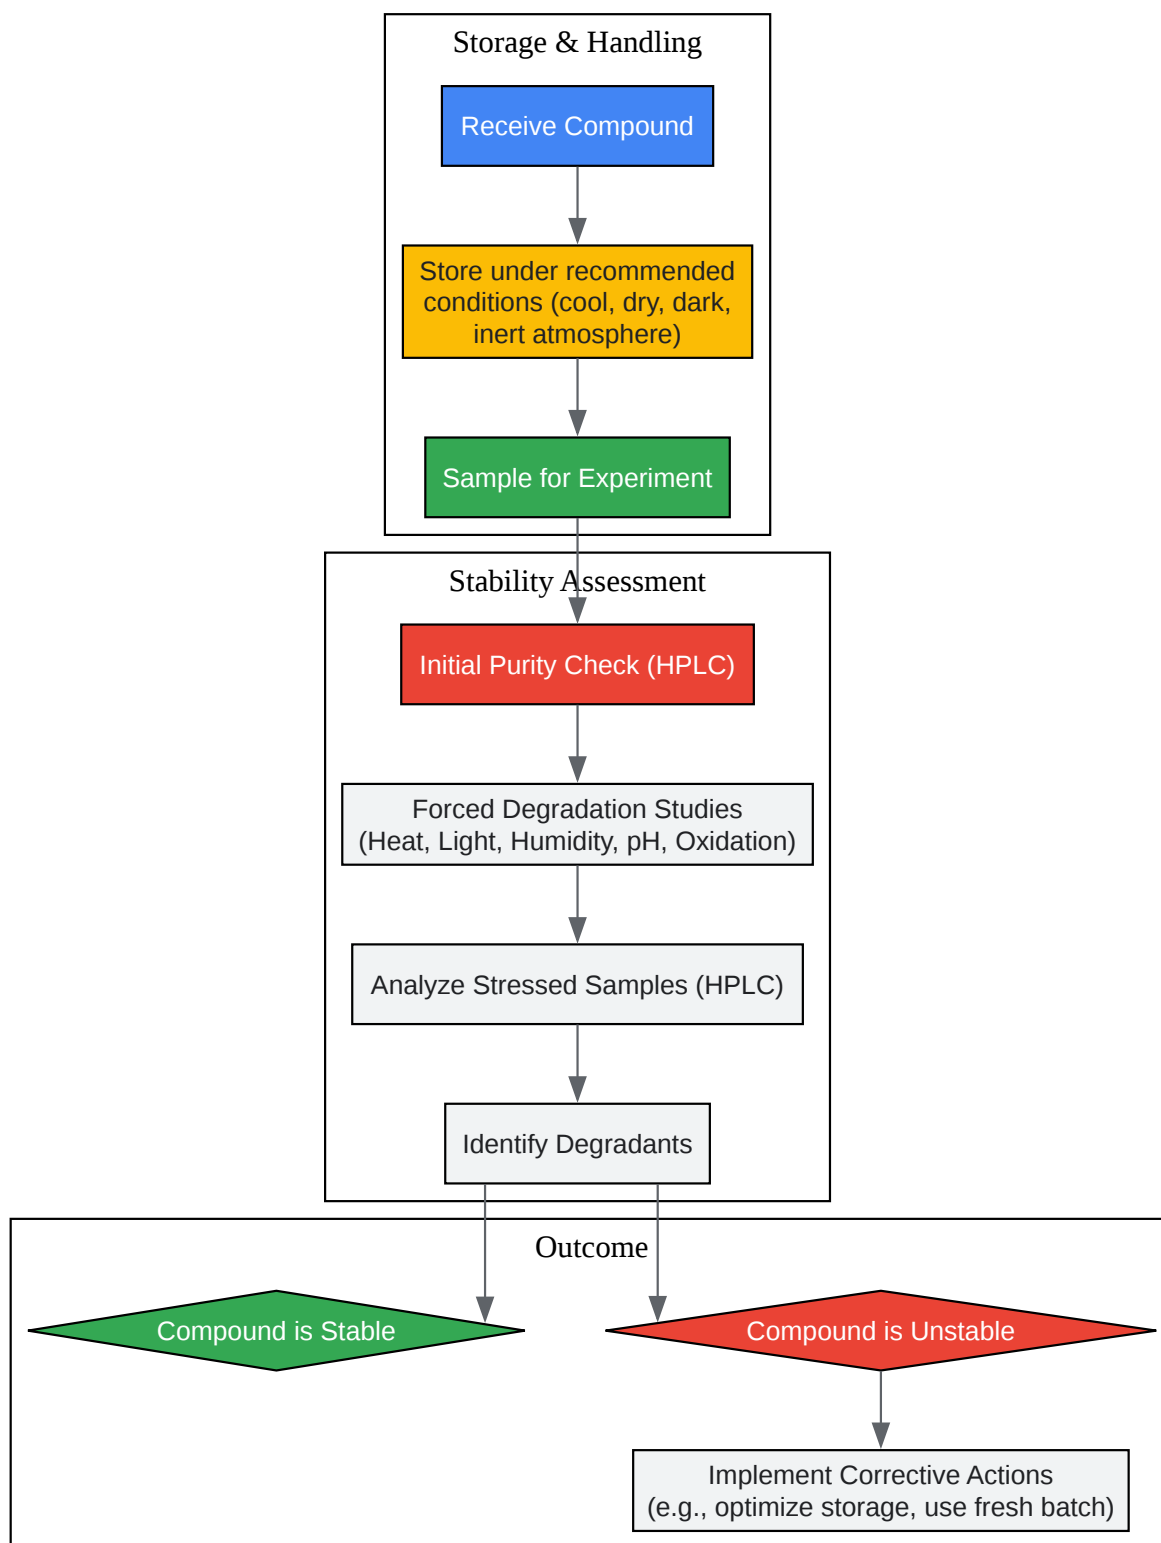 Storage & Handling
Receive Compound
Store under recommended
conditions (cool, dry, dark,
inert atmosphere)
Sample for Experiment
Stability Assessment
Initial Purity Check (HPLC)
Forced Degradation Studies
(Heat, Light, Humidity, pH, Oxidation)
Analyze Stressed Samples (HPLC)
Identify Degradants
Outcome
Compound is Stable
Compound is Unstable
Implement Corrective Actions
(e.g., optimize storage, use fresh batch)